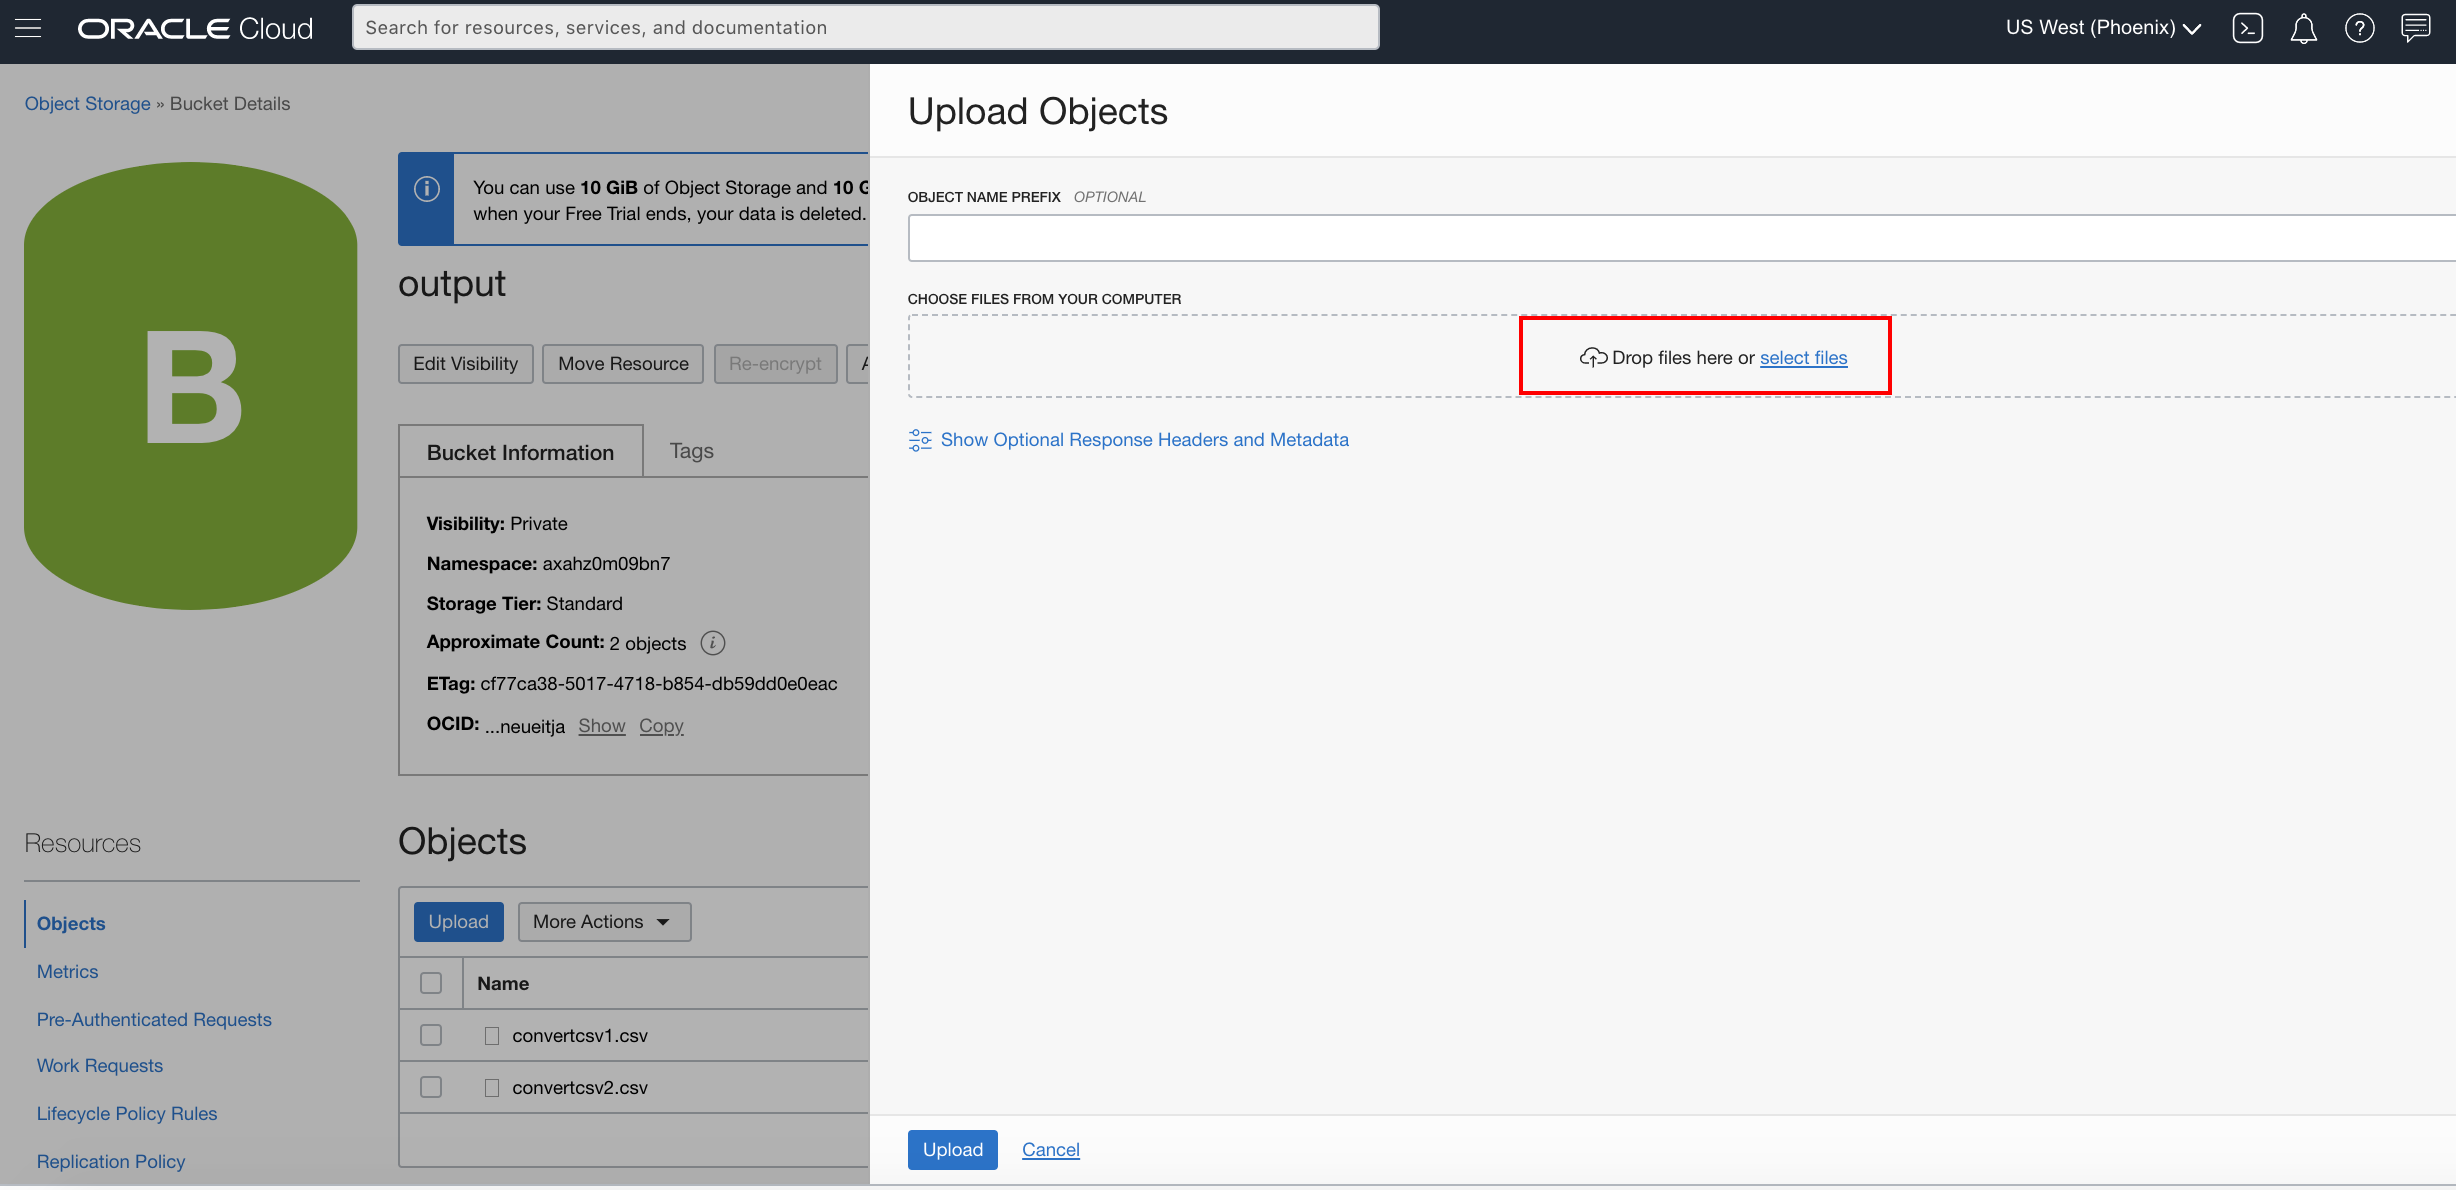 ORACLE Cloud
Search for resources, services, and documentation
US West (Phoenix)
Object Storage » Bucket Details
B
You can use 10 GiB of Object Storage and 10 G
when your Free Trial ends, your data is deleted.
output
Edit Visibility
Move Resource
Re-encrypt
Bucket Information
Tags
Visibility: Private
Namespace: axahz0m09bn7
Storage Tier: Standard
Approximate Count: 2 objects
ETag: cf77ca38-5017-4718-b854-db59dd0e0eac
OCID: ...neueitja Show Copy
Resources
Objects
Metrics
Pre-Authenticated Requests
Work Requests
Lifecycle Policy Rules
Replication Policy
Objects
Upload
More Actions
Name
convertcsv1.csv
convertcsv2.csv
Upload Objects
OBJECT NAME PREFIX OPTIONAL
CHOOSE FILES FROM YOUR COMPUTER
Drop files here or select files
Show Optional Response Headers and Metadata
Upload
Cancel